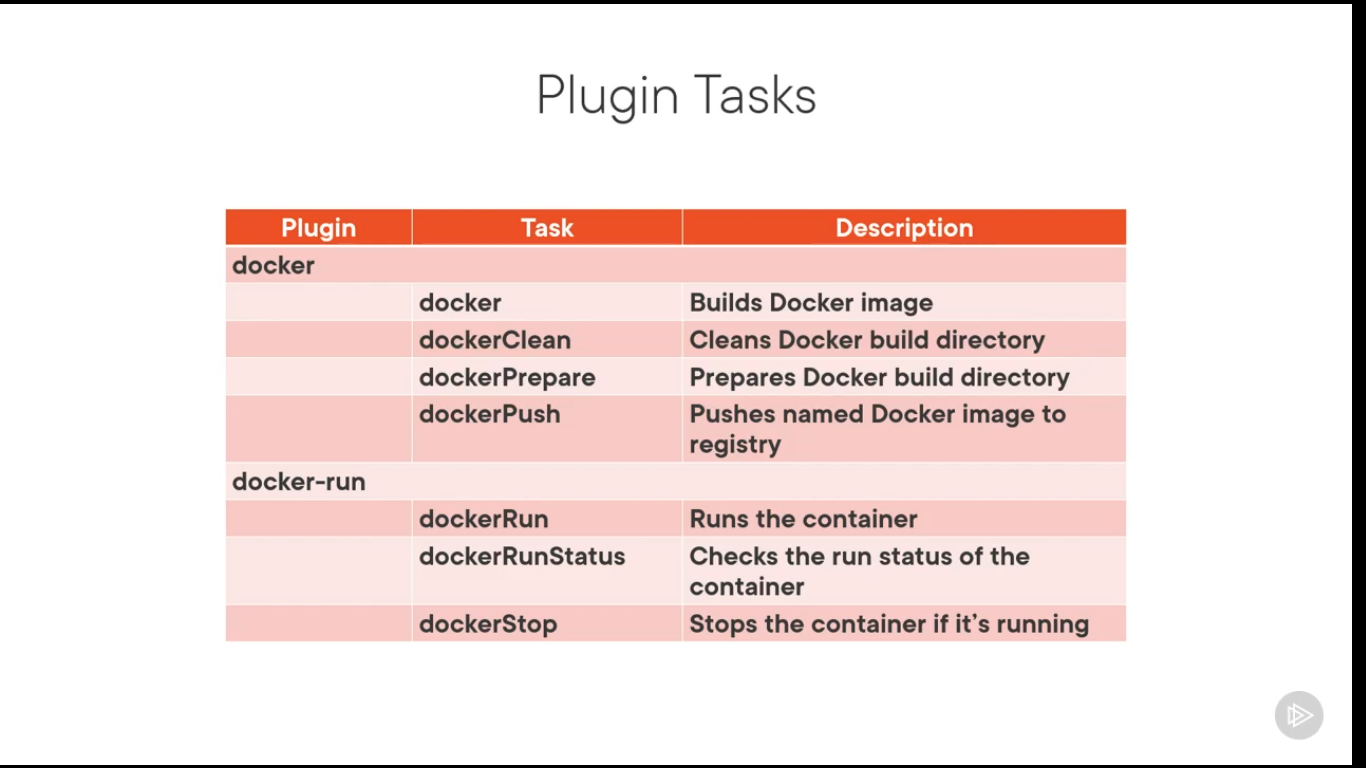 Plugin Tasks
Plugin Task Description
docker
docker Builds Docker image
dockerClean Cleans Docker build directory
dockerPrepare Prepares Docker build directory
dockerPush Pushes named Docker image to
registry
docker-run
dockerRun Runs the container
dockerRunStatus Checks the run status of the
container
dockerStop Stops the container if it’s running